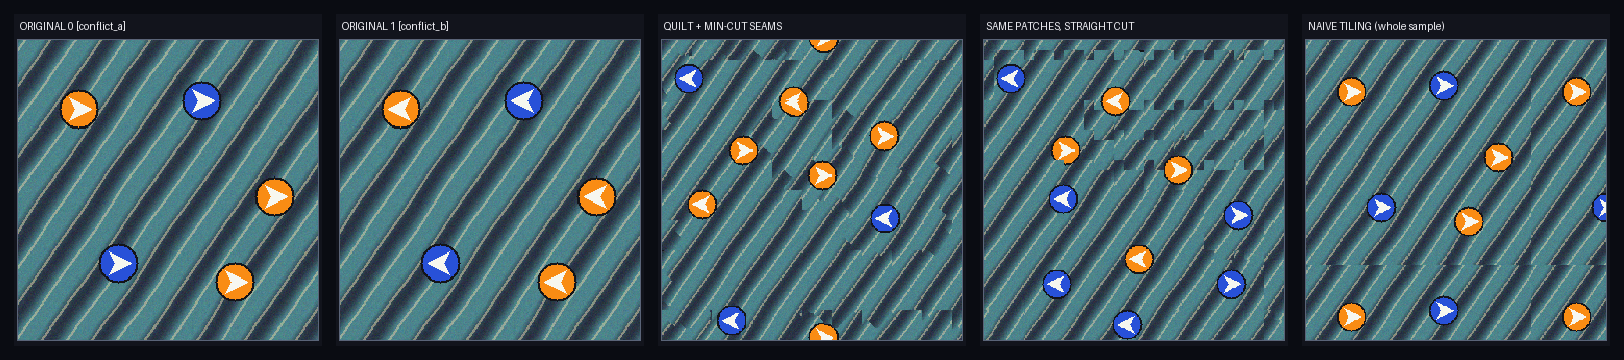 ORIGINAL 0 [conflict_a]
ORIGINAL 1 [conflict_b]
QUILT + MIN-CUT SEAMS
SAME PATCHES, STRAIGHT CUT
NAIVE TILING (whole sample)